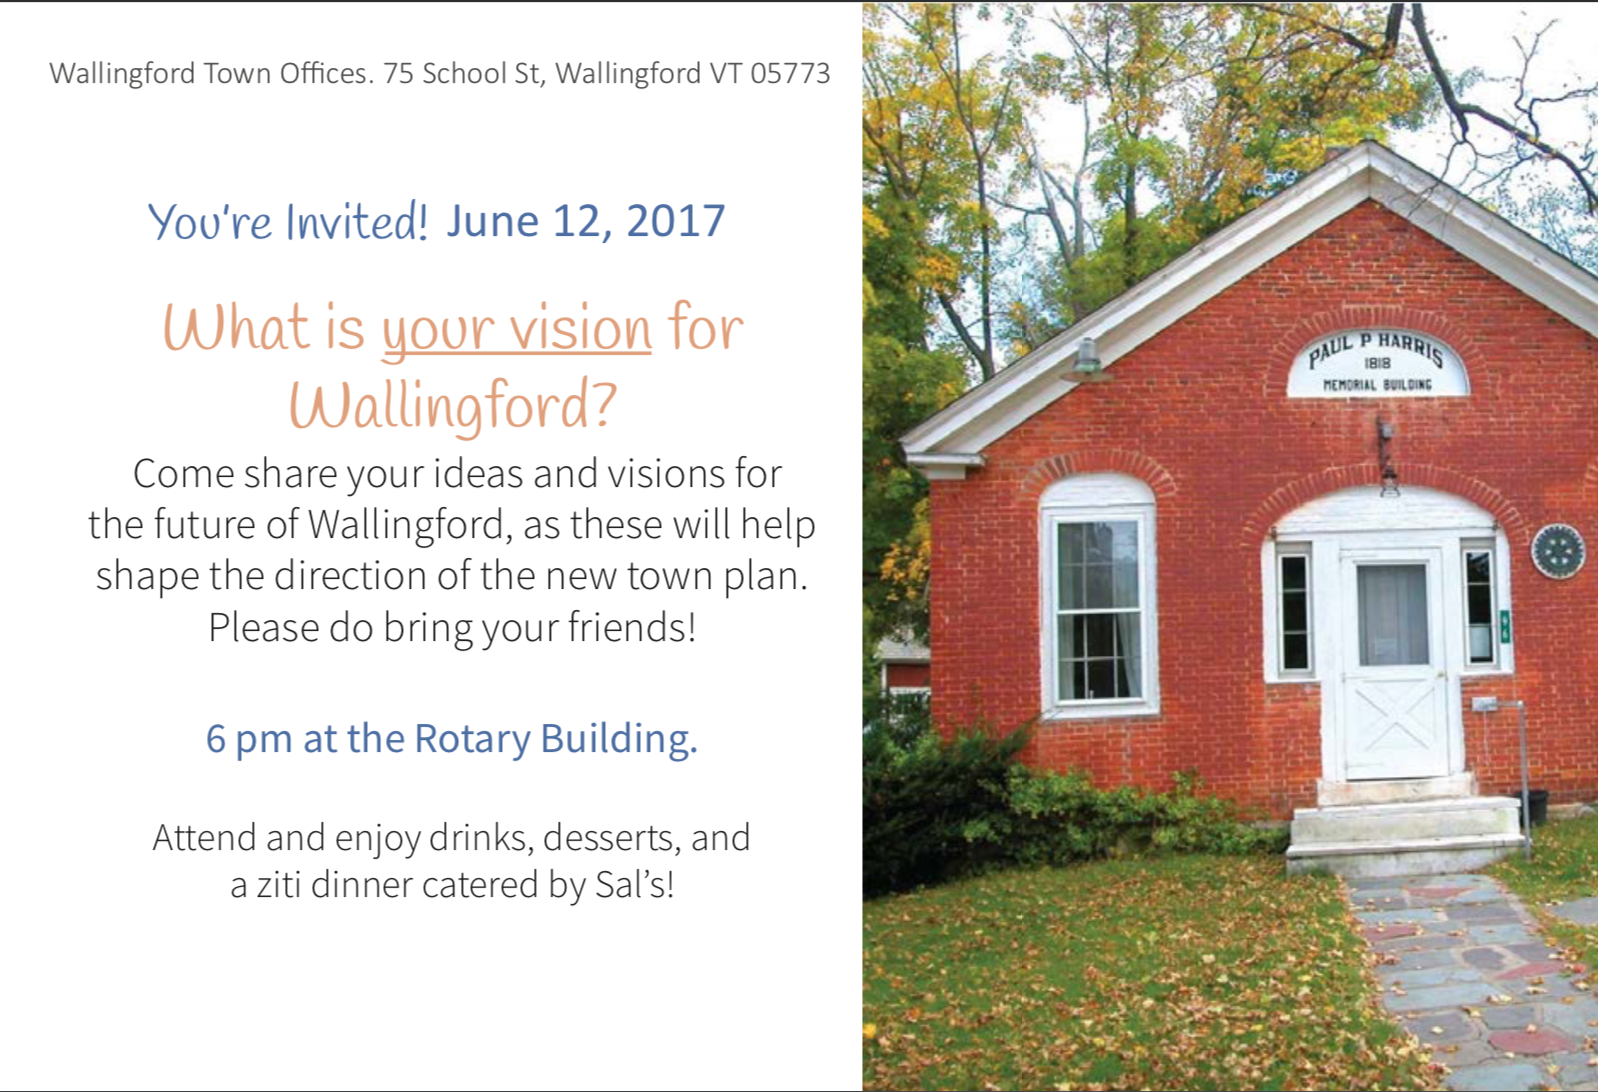 Wallingford Town Offices. 75 School St, Wallingford VT 05773
You're Invited! June 12, 2017
What is your vision for
Wallingford?
Come share your ideas and visions for
the future of Wallingford, as these will help
shape the direction of the new town plan.
Please do bring your friends!
6 pm at the Rotary Building.
Attend and enjoy drinks, desserts, and
a ziti dinner catered by Sal’s!
PAUL P HARRIS
1818
MEMORIAL BUILDING
96